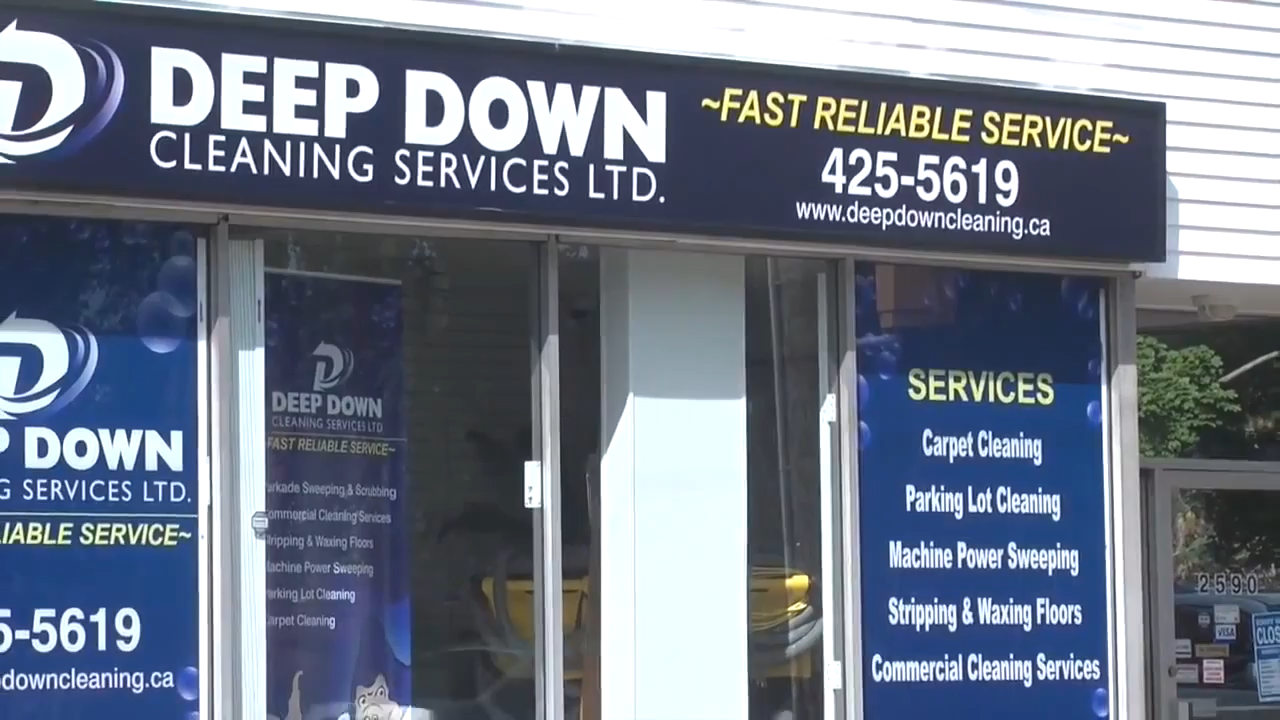 DEEP DOWN
CLEANING SERVICES LTD.
~FAST RELIABLE SERVICE~
425-5619
www.deepdowncleaning.ca
P DOWN
G SERVICES LTD.
LIABLE SERVICE~
5-5619
pdowncleaning.ca
DEEP DOWN
CLEANING SERVICES LTD
FAST RELIABLE SERVICE~
arkade Sweeping & Scrubbing
ommercial Cleaning Services
tripping & Waxing Floors
achine Power Sweeping
arking Lot Cleaning
arpet Cleaning
SERVICES
Carpet Cleaning
Parking Lot Cleaning
Machine Power Sweeping
Stripping & Waxing Floors
Commercial Cleaning Services
2590
VISA
CLOS